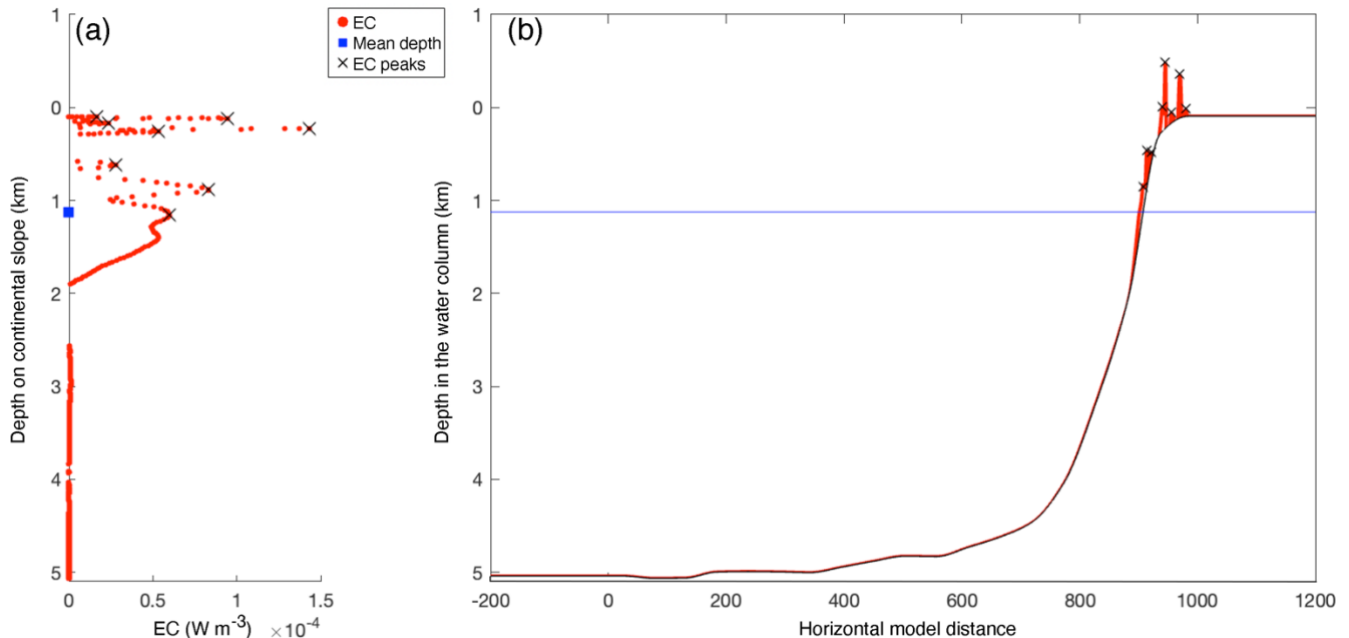 (a)
EC
Mean depth
EC peaks
1
0
1
2
3
4
5
Depth on continental slope (km)
0 0.5 1 1.5
EC (W m-3) ×10-4
(b)
1
0
1
2
3
4
5
Depth in the water column (km)
-200 0 200 400 600 800 1000 1200
Horizontal model distance